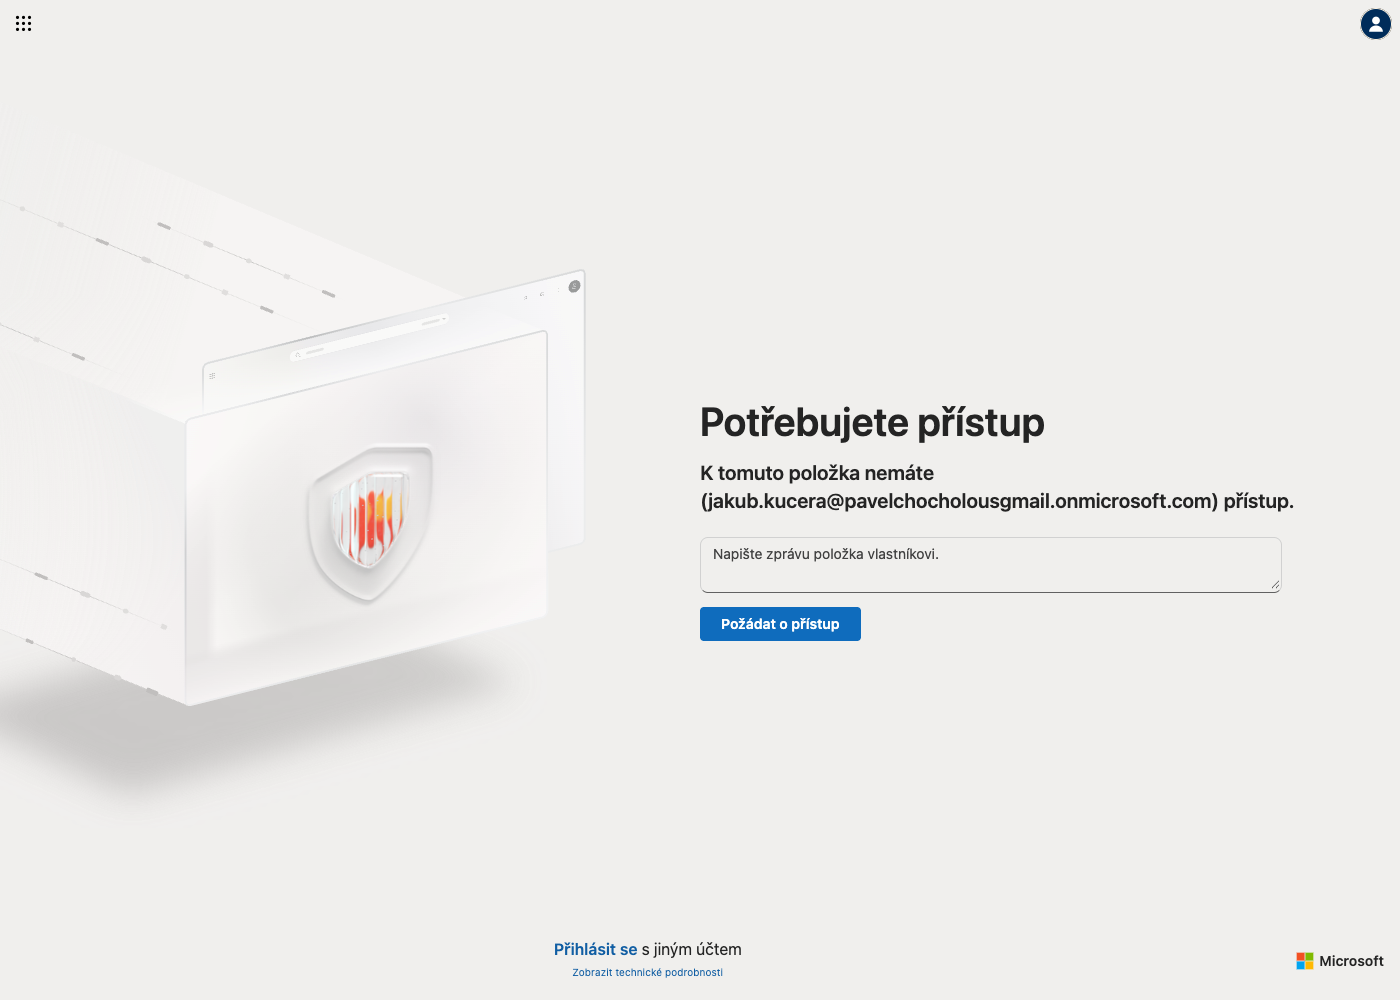 Potřebujete přístup
K tomuto položka nemáte
(jakub.kucera@pavelchocholousgmail.onmicrosoft.com) přístup.
Napište zprávu položka vlastníkovi.
Požádat o přístup
Přihlásit se s jiným účtem
Zobrazit technické podrobnosti
Microsoft